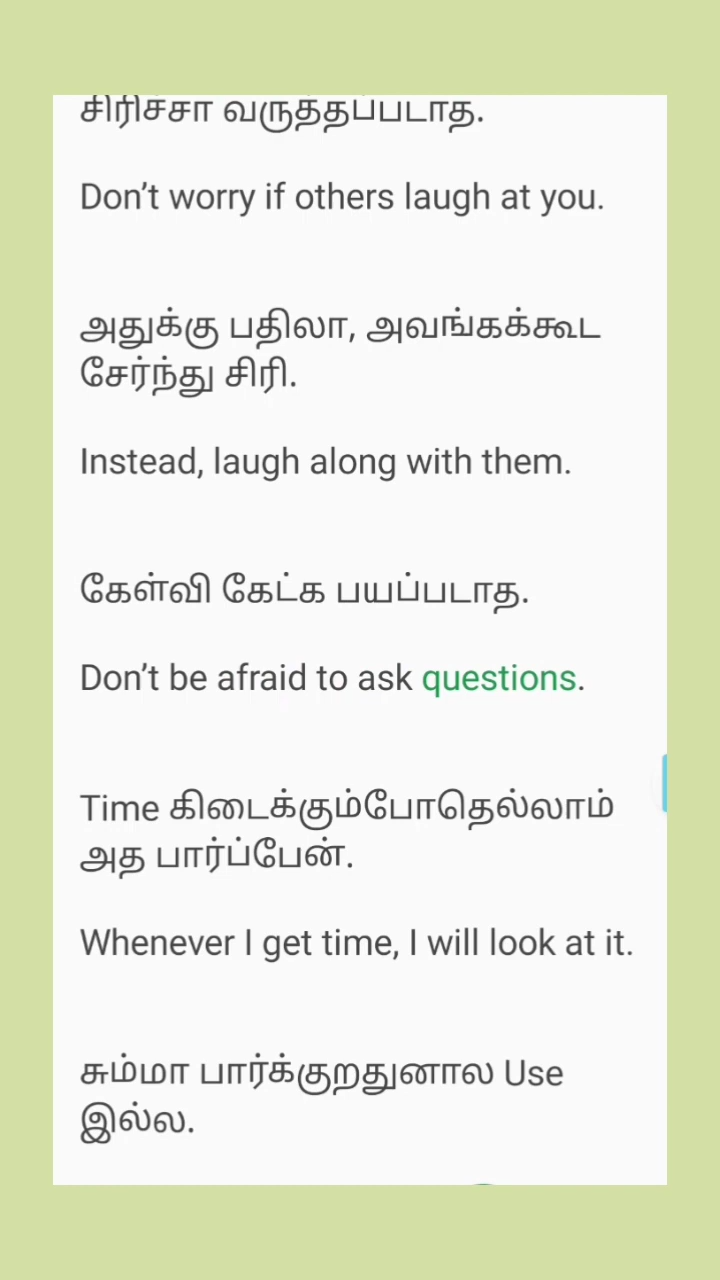 சிரிச்சா வருத்தப்படாத.
Don’t worry if others laugh at you.
அதுக்கு பதிலா, அவங்கக்கூட
சேர்ந்து சிரி.
Instead, laugh along with them.
கேள்வி கேட்க பயப்படாத.
Don’t be afraid to ask questions.
Time கிடைக்கும்போதெல்லாம்
அத பார்ப்பேன்.
Whenever I get time, I will look at it.
சும்மா பார்க்குறதுனால Use
இல்ல.